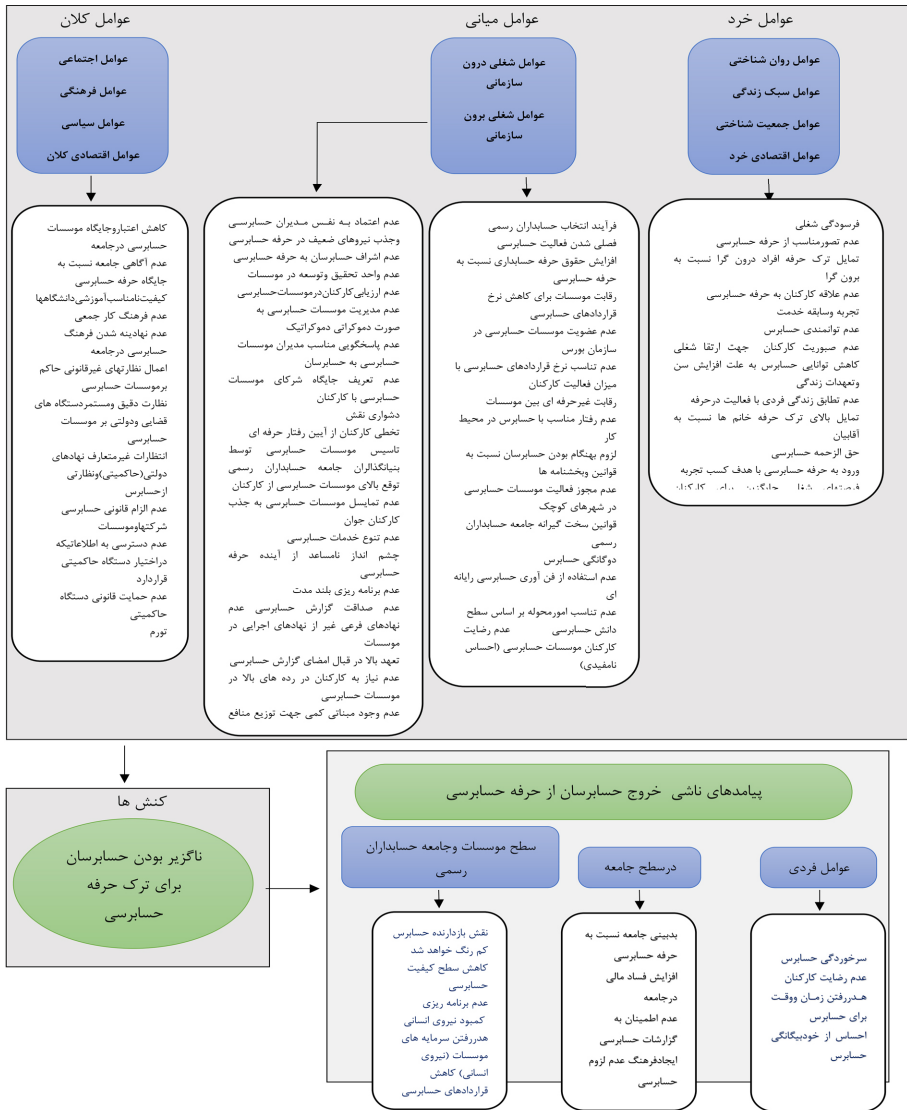 عوامل خرد
عوامل روان شناختی
عوامل سبک زندگی
عوامل جمعیت شناختی
عوامل اقتصادی خرد
فرسودگی شغلی
عدم تصورمناسب از حرفه حسابرسی
تمایل ترک حرفه افراد درون گرا نسبت به
برون گرا
عدم علاقه کارکنان به حرفه حسابرسی
تجربه وسابقه خدمت
عدم توانمندی حسابرس
عدم صبوریت کارکنان جهت ارتقا شغلی
کاهش توانایی حسابرس به علت افزایش سن
وتعهدات زندگی
عدم تطابق زندگی فردی با فعالیت درحرفه
تمایل بالای ترک حرفه خانم ها نسبت به
آقاییان
حق الزحمه حسابرسی
ورود به حرفه حسابرسی با هدف کسب تجربه
فرصتهای شغلی جایگزین برای کارکنان
عوامل میانی
عوامل شغلی درون
سازمانی
عوامل شغلی برون
سازمانی
فرآیند انتخاب حسابداران رسمی
فصلی شدن فعالیت حسابرسی
افزایش حقوق حرفه حسابداری نسبت به
حرفه حسابرسی
رقابت موسسات برای کاهش نرخ
قراردادهای حسابرسی
عدم عضویت موسسات حسابرسی در
سازمان بورس
عدم تناسب نرخ قراردادهای حسابرسی با
میزان فعالیت کارکنان
رقابت غیرحرفه ای بین موسسات
عدم رفتار مناسب با حسابرس در محیط
کار
لزوم بهنگام بودن حسابرسان نسبت به
قوانین وبخشنامه ها
عدم مجوز فعالیت موسسات حسابرسی
در شهرهای کوچک
قوانین سخت گیرانه جامعه حسابداران
رسمی
دوگانگی حسابرس
عدم استفاده از فن آوری حسابرسی رایانه
ای
عدم تناسب امورمحوله بر اساس سطح
دانش حسابرسی عدم رضایت
کارکنان موسسات حسابرسی (احساس
نامفیدی)
عدم اعتماد به نفس مدیران حسابرسی
وجذب نیروهای ضعیف در حرفه حسابرسی
عدم اشراف حسابرسان به حرفه حسابرسی
عدم واحد تحقیق وتوسعه در موسسات
عدم ارزیابی‌کارکنان‌درموسسات‌حسابرسی
عدم مدیریت موسسات حسابرسی به
صورت دموکراتی دموکراتیک
عدم پاسخگویی مناسب مدیران موسسات
حسابرسی به حسابرسان
عدم تعریف جایگاه شرکای موسسات
حسابرسی با کارکنان
دشواری نقش
تخطی کارکنان از آیین رفتار حرفه ای
تاسیس موسسات حسابرسی توسط
بنیانگذالران جامعه حسابداران رسمی
توقع بالای موسسات حسابرسی از کارکنان
عدم تمایسل موسسات حسابرسی به جذب
کارکنان جوان
عدم تنوع خدمات حسابرسی
چشم انداز نامساعد از آینده حرفه
حسابرسی
عدم برنامه ریزی بلند مدت
عدم صداقت گزارش حسابرسی عدم
نهادهای فرعی غیر از نهادهای اجرایی در
موسسات
تعهد بالا در قبال امضای گزارش حسابرسی
عدم نیاز به کارکنان در رده های بالا در
موسسات حسابرسی
عدم وجود مبنائی کمی جهت توزیع منافع
عوامل کلان
عوامل اجتماعی
عوامل فرهنگی
عوامل سیاسی
عوامل اقتصادی کلان
کاهش اعتباروجایگاه موسسات
حسابرسی درجامعه
عدم آگاهی جامعه نسبت به
جایگاه حرفه حسابرسی
کیفیت‌نامناسب‌آموزشی‌دانشگاهها
عدم فرهنگ کار جمعی
عدم نهادینه شدن فرهنگ
حسابرسی درجامعه
اعمال نظارتهای غیرقانونی حاکم
برموسسات حسابرسی
نظارت دقیق ومستمردستگاه های
قضایی ودولتی بر موسسات
حسابرسی
انتظارات غیرمتعارف نهادهای
دولتی(حاکمیتی)ونظارتی
ازحسابرس
عدم الزام قانونی حسابرسی
شرکتهاوموسسات
عدم دسترسی به اطلاعاتیکه
دراختیار دستگاه حاکمیتی
قراردارد
عدم حمایت قانونی دستگاه
حاکمیتی
تورم
کنش ها
ناگزیر بودن حسابرسان
برای ترک حرفه
حسابرسی
پیامدهای ناشی خروج حسابرسان از حرفه حسابرسی
عوامل فردی
سرخوردگی حسابرس
عدم رضایت کارکنان
هدررفتن زمان ووقت
برای حسابرس
احساس از خودبیگانگی
حسابرس
درسطح جامعه
بدبینی جامعه نسبت به
حرفه حسابرسی
افزایش فساد مالی
درجامعه
عدم اطمینان به
گزارشات حسابرسی
ایجادفرهنگ عدم لزوم
حسابرسی
سطح موسسات وجامعه حسابداران
رسمی
نقش بازدارنده حسابرس
کم رنگ خواهد شد
کاهش سطح کیفیت
حسابرسی
عدم برنامه ریزی
کمبود نیروی انسانی
هدررفتن سرمایه های
موسسات (نیروی
انسانی) کاهش
قراردادهای حسابرسی